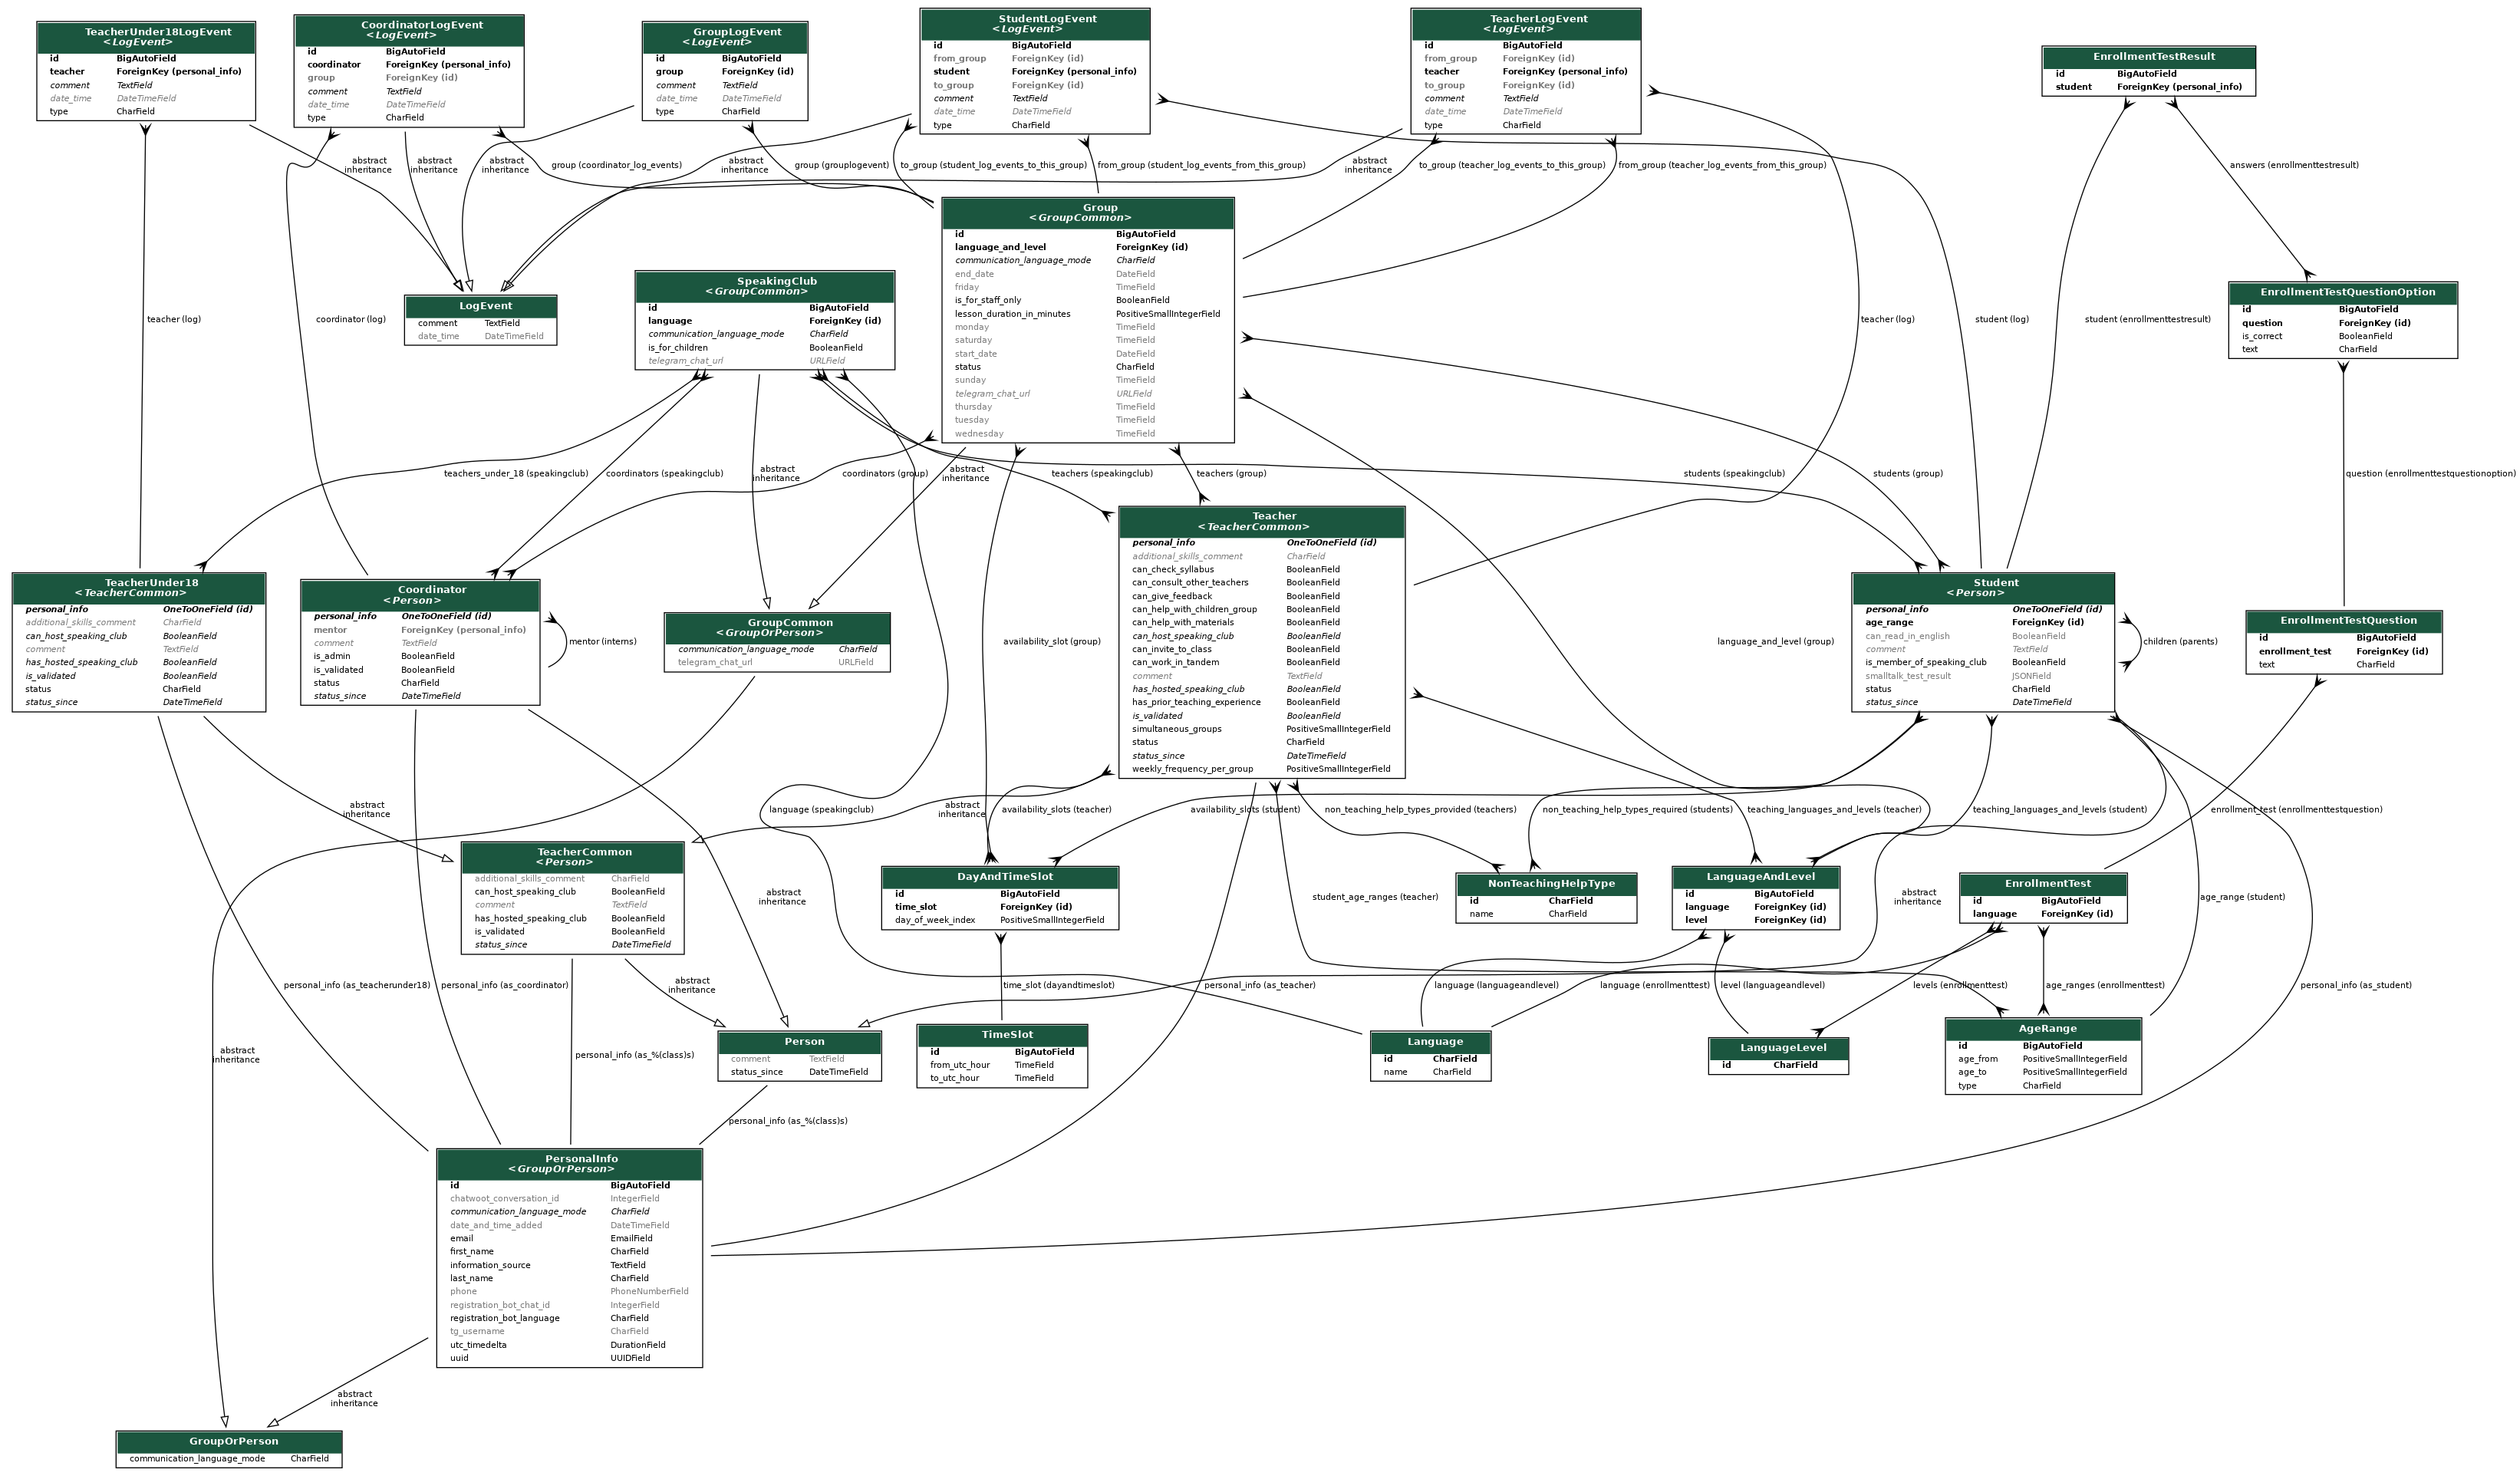 TeacherUnder18LogEvent
<LogEvent>
id BigAutoField
teacher ForeignKey (personal_info)
comment TextField
date_time DateTimeField
type CharField
CoordinatorLogEvent
<LogEvent>
id BigAutoField
coordinator ForeignKey (personal_info)
group ForeignKey (id)
comment TextField
date_time DateTimeField
type CharField
GroupLogEvent
<LogEvent>
id BigAutoField
group ForeignKey (id)
comment TextField
date_time DateTimeField
type CharField
StudentLogEvent
<LogEvent>
id BigAutoField
from_group ForeignKey (id)
student ForeignKey (personal_info)
to_group ForeignKey (id)
comment TextField
date_time DateTimeField
type CharField
TeacherLogEvent
<LogEvent>
id BigAutoField
from_group ForeignKey (id)
teacher ForeignKey (personal_info)
to_group ForeignKey (id)
comment TextField
date_time DateTimeField
type CharField
EnrollmentTestResult
id BigAutoField
student ForeignKey (personal_info)
abstract
inheritance
abstract
inheritance
abstract
inheritance
group (coordinator_log_events)
abstract
inheritance
group (grouplogevent)
to_group (student_log_events_to_this_group)
from_group (student_log_events_from_this_group)
abstract
inheritance
to_group (teacher_log_events_to_this_group)
from_group (teacher_log_events_from_this_group)
answers (enrollmenttestresult)
Group
<GroupCommon>
id BigAutoField
language_and_level ForeignKey (id)
communication_language_mode CharField
end_date DateField
friday TimeField
is_for_staff_only BooleanField
lesson_duration_in_minutes PositiveSmallIntegerField
monday TimeField
saturday TimeField
start_date DateField
status CharField
sunday TimeField
telegram_chat_url URLField
thursday TimeField
tuesday TimeField
wednesday TimeField
SpeakingClub
<GroupCommon>
id BigAutoField
language ForeignKey (id)
communication_language_mode CharField
is_for_children BooleanField
telegram_chat_url URLField
LogEvent
comment TextField
date_time DateTimeField
EnrollmentTestQuestionOption
id BigAutoField
question ForeignKey (id)
is_correct BooleanField
text CharField
teacher (log)
coordinator (log)
teacher (log)
student (log)
student (enrollmenttestresult)
teachers_under_18 (speakingclub)
coordinators (speakingclub)
abstract
inheritance
coordinators (group)
abstract
inheritance
teachers (speakingclub)
teachers (group)
students (speakingclub)
students (group)
question (enrollmenttestquestionoption)
TeacherUnder18
<TeacherCommon>
personal_info OneToOneField (id)
additional_skills_comment CharField
can_host_speaking_club BooleanField
comment TextField
has_hosted_speaking_club BooleanField
is_validated BooleanField
status CharField
status_since DateTimeField
Coordinator
<Person>
personal_info OneToOneField (id)
mentor ForeignKey (personal_info)
comment TextField
is_admin BooleanField
is_validated BooleanField
status CharField
status_since DateTimeField
mentor (interns)
GroupCommon
<GroupOrPerson>
communication_language_mode CharField
telegram_chat_url URLField
availability_slot (group)
Teacher
<TeacherCommon>
personal_info OneToOneField (id)
additional_skills_comment CharField
can_check_syllabus BooleanField
can_consult_other_teachers BooleanField
can_give_feedback BooleanField
can_help_with_children_group BooleanField
can_help_with_materials BooleanField
can_host_speaking_club BooleanField
can_invite_to_class BooleanField
can_work_in_tandem BooleanField
comment TextField
has_hosted_speaking_club BooleanField
has_prior_teaching_experience BooleanField
is_validated BooleanField
simultaneous_groups PositiveSmallIntegerField
status CharField
status_since DateTimeField
weekly_frequency_per_group PositiveSmallIntegerField
language_and_level (group)
Student
<Person>
personal_info OneToOneField (id)
age_range ForeignKey (id)
can_read_in_english BooleanField
comment TextField
is_member_of_speaking_club BooleanField
smalltalk_test_result JSONField
status CharField
status_since DateTimeField
children (parents)
EnrollmentTestQuestion
id BigAutoField
enrollment_test ForeignKey (id)
text CharField
abstract
inheritance
language (speakingclub)
abstract
inheritance
availability_slots (teacher)
availability_slots (student)
non_teaching_help_types_provided (teachers)
non_teaching_help_types_required (students)
teaching_languages_and_levels (teacher)
teaching_languages_and_levels (student)
enrollment_test (enrollmenttestquestion)
TeacherCommon
<Person>
additional_skills_comment CharField
can_host_speaking_club BooleanField
comment TextField
has_hosted_speaking_club BooleanField
is_validated BooleanField
status_since DateTimeField
abstract
inheritance
DayAndTimeSlot
id BigAutoField
time_slot ForeignKey (id)
day_of_week_index PositiveSmallIntegerField
student_age_ranges (teacher)
NonTeachingHelpType
id CharField
name CharField
LanguageAndLevel
id BigAutoField
language ForeignKey (id)
level ForeignKey (id)
abstract
inheritance
EnrollmentTest
id BigAutoField
language ForeignKey (id)
age_range (student)
personal_info (as_teacherunder18)
personal_info (as_coordinator)
abstract
inheritance
time_slot (dayandtimeslot)
personal_info (as_teacher)
language (languageandlevel)
language (enrollmenttest)
level (languageandlevel)
levels (enrollmenttest)
age_ranges (enrollmenttest)
personal_info (as_student)
abstract
inheritance
personal_info (as_%(class)s)
Person
comment TextField
status_since DateTimeField
TimeSlot
id BigAutoField
from_utc_hour TimeField
to_utc_hour TimeField
Language
id CharField
name CharField
LanguageLevel
id CharField
AgeRange
id BigAutoField
age_from PositiveSmallIntegerField
age_to PositiveSmallIntegerField
type CharField
personal_info (as_%(class)s)
PersonalInfo
<GroupOrPerson>
id BigAutoField
chatwoot_conversation_id IntegerField
communication_language_mode CharField
date_and_time_added DateTimeField
email EmailField
first_name CharField
information_source TextField
last_name CharField
phone PhoneNumberField
registration_bot_chat_id IntegerField
registration_bot_language CharField
tg_username CharField
utc_timedelta DurationField
uuid UUIDField
abstract
inheritance
GroupOrPerson
communication_language_mode CharField